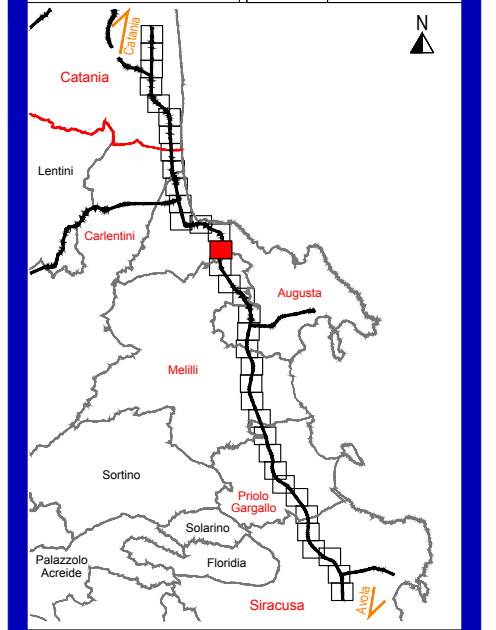 Catania
N
Catania
Lentini
Carlentini
Augusta
Melilli
Sortino
Priolo
Gargallo
Solarino
Palazzolo
Acreide
Floridia
Siracusa
Avola